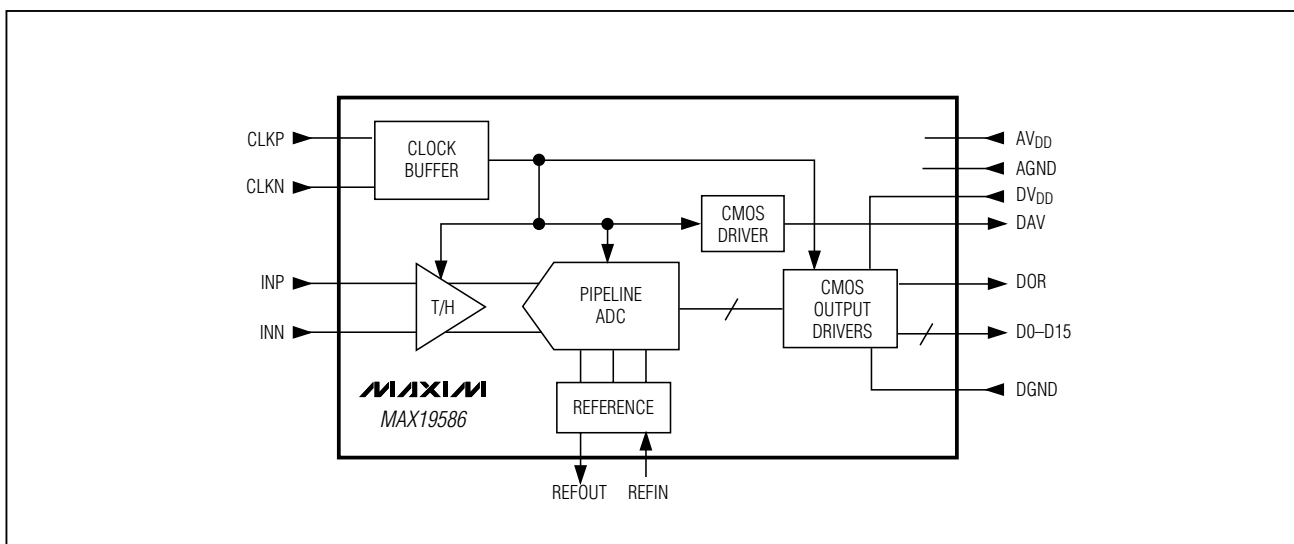 CLKP
CLKN
CLOCK
BUFFER
AVDD
AGND
DVDD
DAV
CMOS
DRIVER
INP
INN
T/H
PIPELINE
ADC
CMOS
OUTPUT
DRIVERS
DOR
D0–D15
DGND
REFERENCE
MAXIM
MAX19586
REFOUT
REFIN